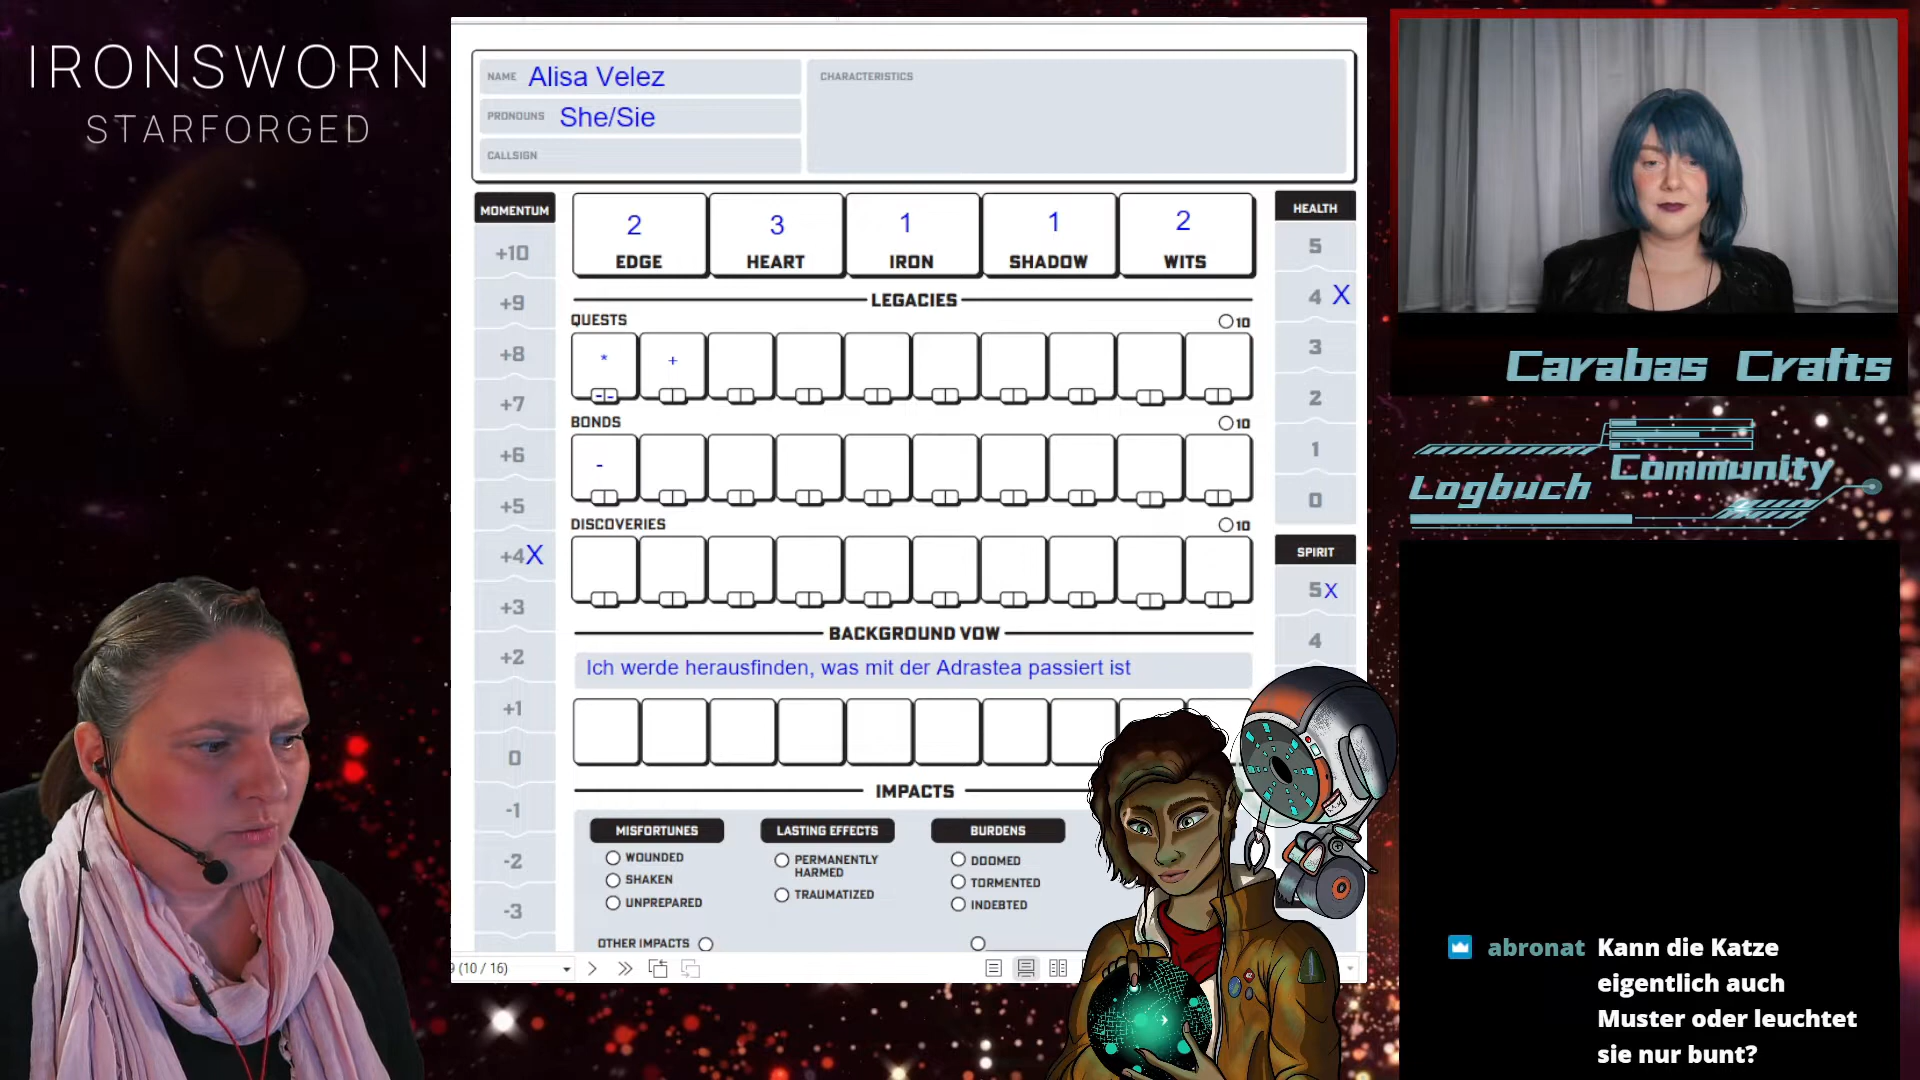 IRONSWORN
STARFORGED
NAME Alisa Velez
PRONOUNS She/Sie
CALLSIGN
CHARACTERISTICS
MOMENTUM
+10
+9
+8
+7
+6
+5
+4 X
+3
+2
+1
0
-1
-2
-3
2 3 1 1 2
EDGE HEART IRON SHADOW WITS
LEGACIES
QUESTS 10
* +
--
BONDS 10
-
DISCOVERIES 10
BACKGROUND VOW
Ich werde herausfinden, was mit der Adrastea passiert ist
IMPACTS
MISFORTUNES
WOUNDED
SHAKEN
UNPREPARED
LASTING EFFECTS
PERMANENTLY
HARMED
TRAUMATIZED
BURDENS
DOOMED
TORMENTED
INDEBTED
OTHER IMPACTS
HEALTH
5
4 X
3
2
1
0
SPIRIT
5 X
4
9 (10 / 16)
Carabas Crafts
Logbuch Community
abronat Kann die Katze
eigentlich auch
Muster oder leuchtet
sie nur bunt?